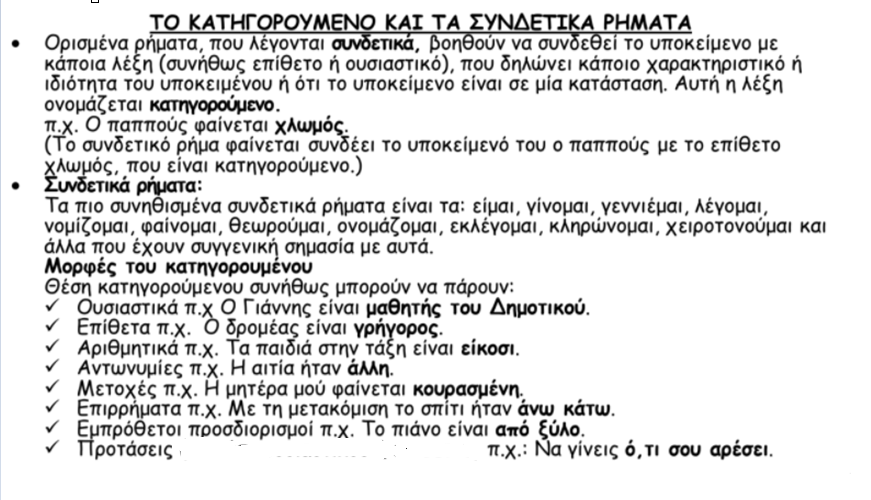 ΤΟ ΚΑΤΗΓΟΡΟΥΜΕΝΟ ΚΑΙ ΤΑ ΣΥΝΔΕΤΙΚΑ ΡΗΜΑΤΑ
• Ορισμένα ρήματα, που λέγονται συνδετικά, βοηθούν να συνδεθεί το υποκείμενο με
κάποια λέξη (συνήθως επίθετο ή ουσιαστικό), που δηλώνει κάποιο χαρακτηριστικό ή
ιδιότητα του υποκειμένου ή ότι το υποκείμενο είναι σε μία κατάσταση. Αυτή η λέξη
ονομάζεται κατηγορούμενο.
π.χ. Ο παππούς φαίνεται χλωμός.
(Το συνδετικό ρήμα φαίνεται συνδέει το υποκείμενό του ο παππούς με το επίθετο
χλωμός, που είναι κατηγορούμενο.)
• Συνδετικά ρήματα:
Τα πιο συνηθισμένα συνδετικά ρήματα είναι τα: είμαι, γίνομαι, γεννιέμαι, λέγομαι,
νομίζομαι, φαίνομαι, θεωρούμαι, ονομάζομαι, εκλέγομαι, κληρώνομαι, χειροτονούμαι και
άλλα που έχουν συγγενική σημασία με αυτά.
Μορφές του κατηγορουμένου
Θέση κατηγορούμενου συνήθως μπορούν να πάρουν:
✓ Ουσιαστικά π.χ Ο Γιάννης είναι μαθητής του Δημοτικού.
✓ Επίθετα π.χ. Ο δρομέας είναι γρήγορος.
✓ Αριθμητικά π.χ. Τα παιδιά στην τάξη είναι είκοσι.
✓ Αντωνυμίες π.χ. Η αιτία ήταν άλλη.
✓ Μετοχές π.χ. Η μητέρα μού φαίνεται κουρασμένη.
✓ Επιρρήματα π.χ. Με τη μετακόμιση το σπίτι ήταν άνω κάτω.
✓ Εμπρόθετοι προσδιορισμοί π.χ. Το πιάνο είναι από ξύλο.
✓ Προτάσεις π.χ.: Να γίνεις ό,τι σου αρέσει.